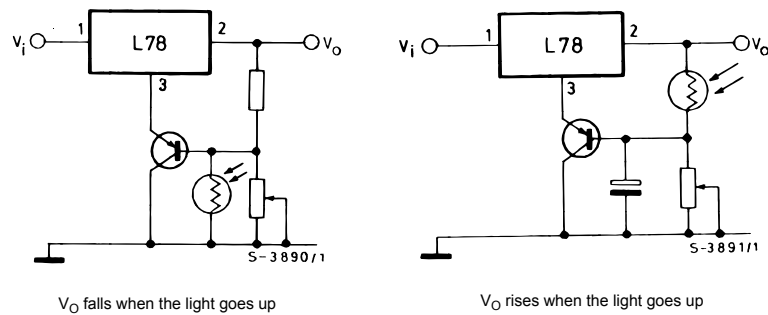 1
L78
2
Vi
VO
3
S-3890/1
VO falls when the light goes up
1
L78
2
Vi
VO
3
S-3891/1
VO rises when the light goes up